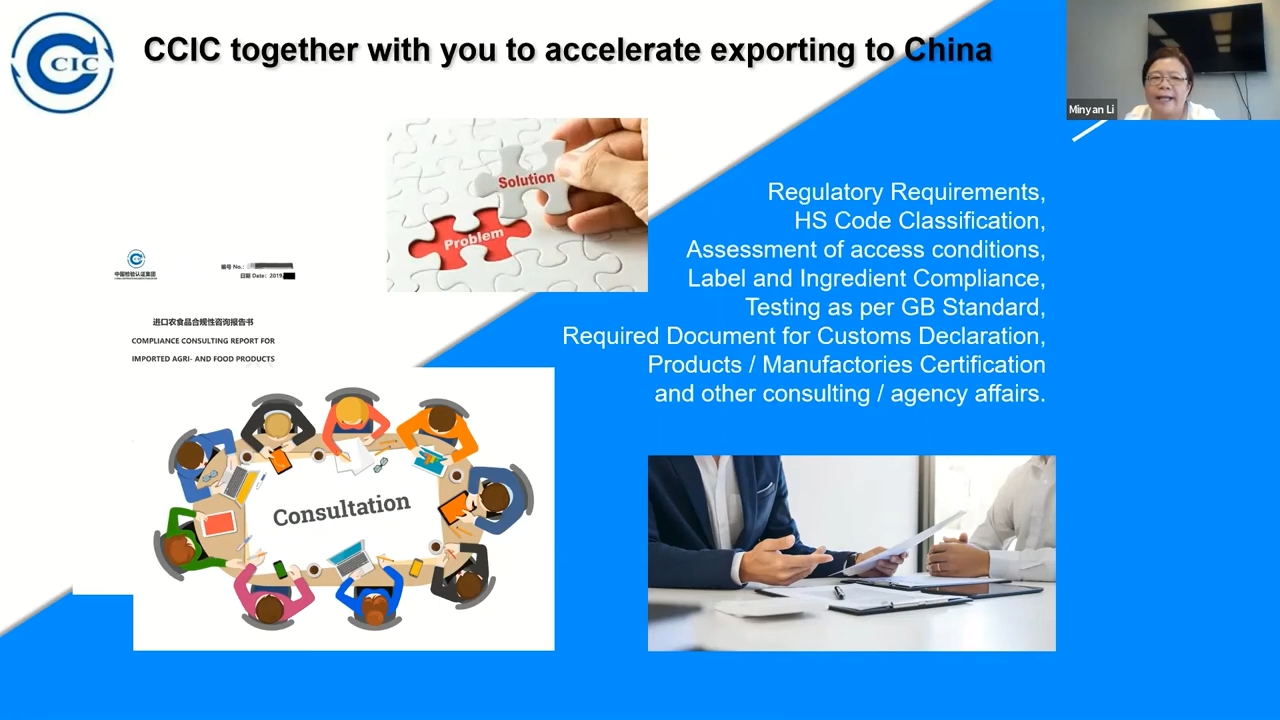 CCIC
CCIC together with you to accelerate exporting to China
Minyan Li
Solution
Problem
Regulatory Requirements,
HS Code Classification,
Assessment of access conditions,
Label and Ingredient Compliance,
Testing as per GB Standard,
Required Document for Customs Declaration,
Products / Manufactories Certification
and other consulting / agency affairs.
中国检验认证集团
编号 No.:
日期 Date: 2019.
进口农食品合规性咨询报告书
COMPLIANCE CONSULTING REPORT FOR
IMPORTED AGRI- AND FOOD PRODUCTS
Consultation